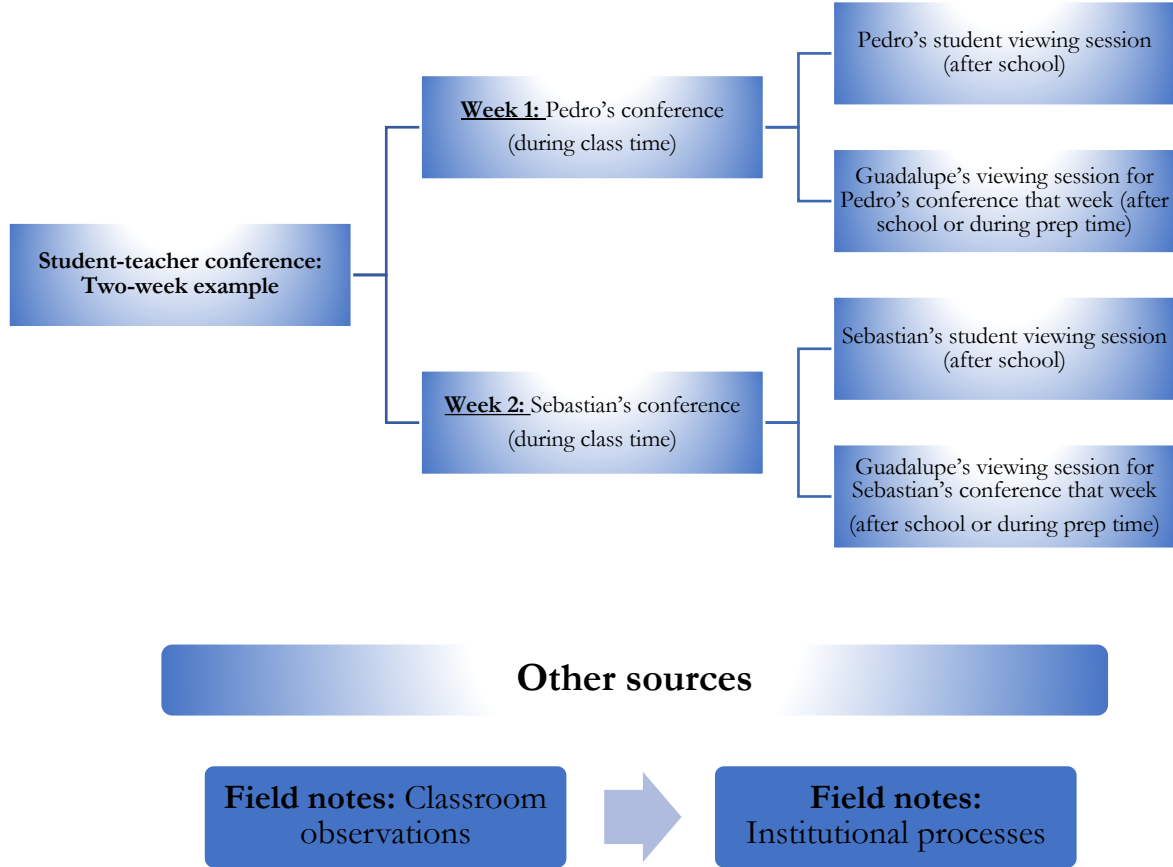 Student-teacher conference:
Two-week example
Week 1: Pedro’s conference
(during class time)
Pedro’s student viewing session
(after school)
Guadalupe’s viewing session for
Pedro’s conference that week (after
school or during prep time)
Week 2: Sebastian’s conference
(during class time)
Sebastian’s student viewing session
(after school)
Guadalupe’s viewing session for
Sebastian’s conference that week
(after school or during prep time)
Other sources
Field notes: Classroom
observations
Field notes:
Institutional processes